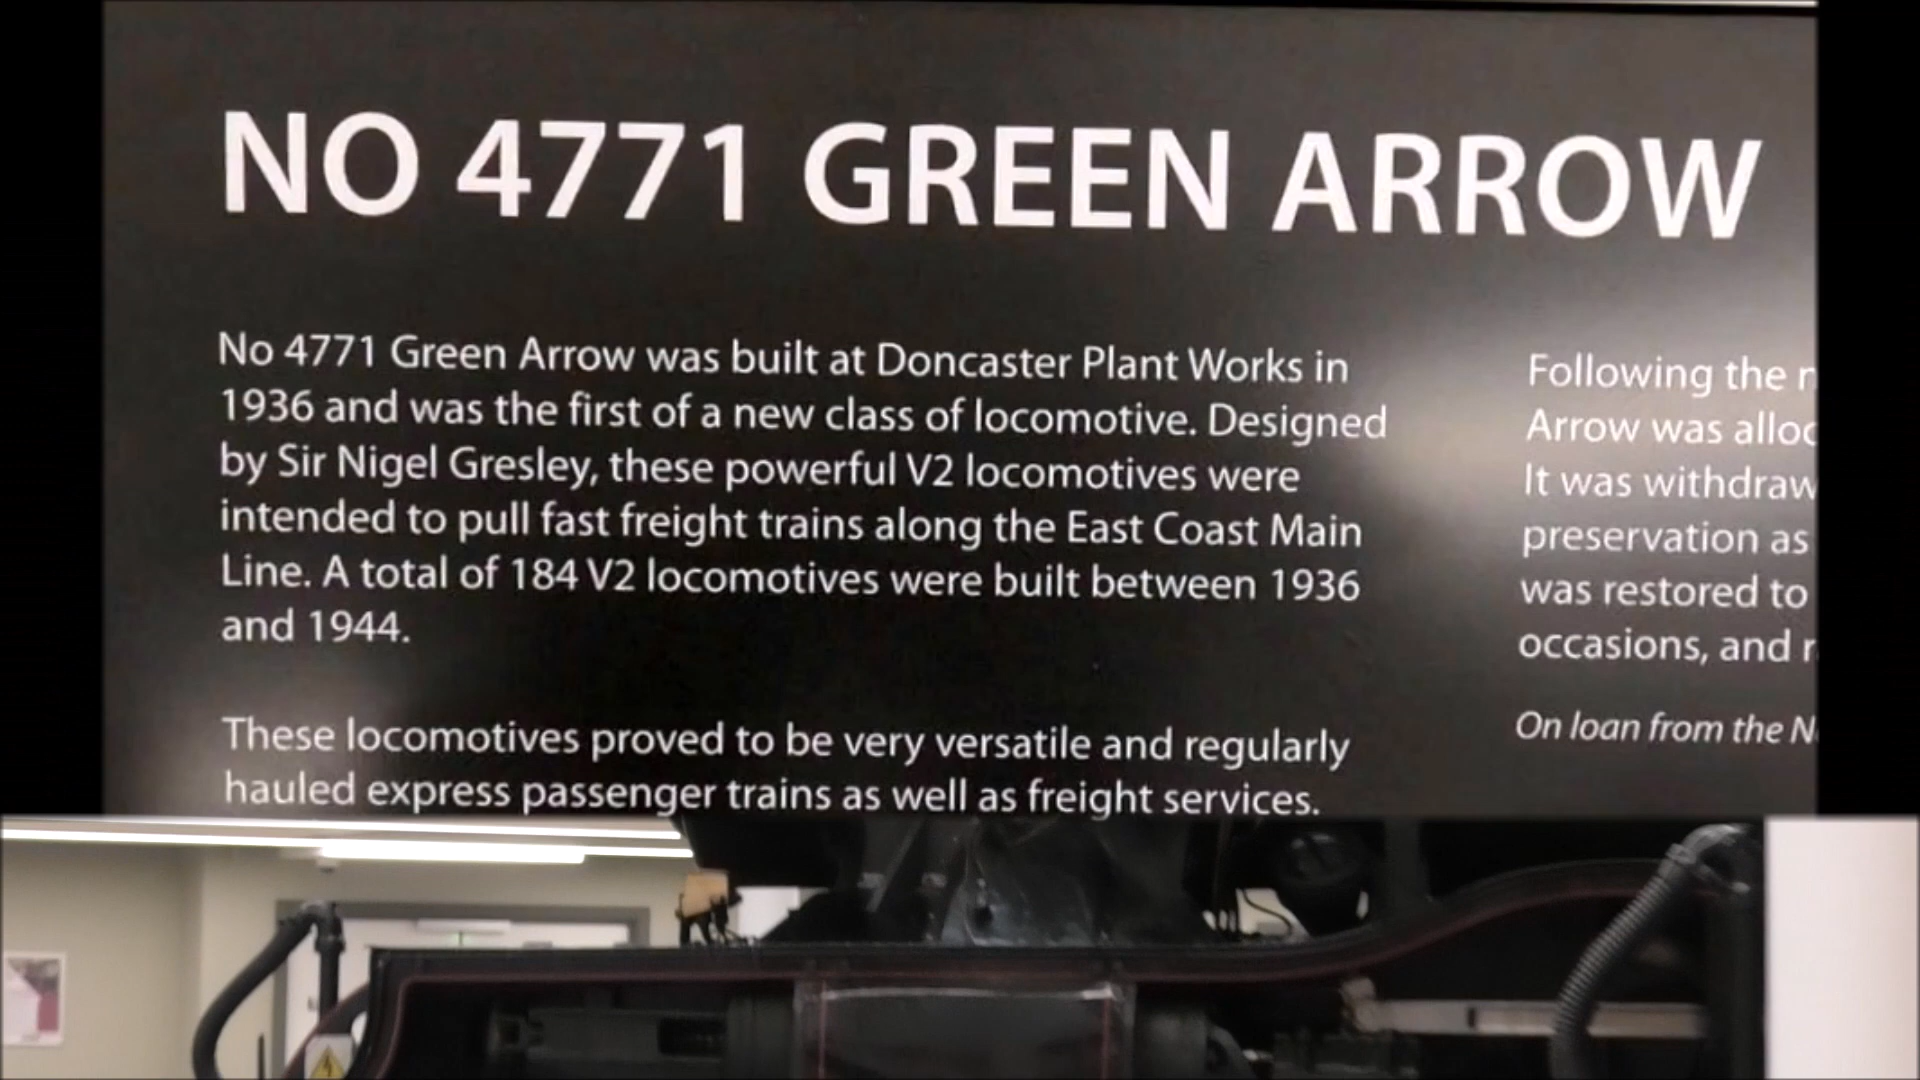 NO 4771 GREEN ARROW
No 4771 Green Arrow was built at Doncaster Plant Works in
1936 and was the first of a new class of locomotive. Designed
by Sir Nigel Gresley, these powerful V2 locomotives were
intended to pull fast freight trains along the East Coast Main
Line. A total of 184 V2 locomotives were built between 1936
and 1944.
These locomotives proved to be very versatile and regularly
hauled express passenger trains as well as freight services.
Following the
Arrow was
It was
preservation as
was restored to
occasions, and
On loan from the